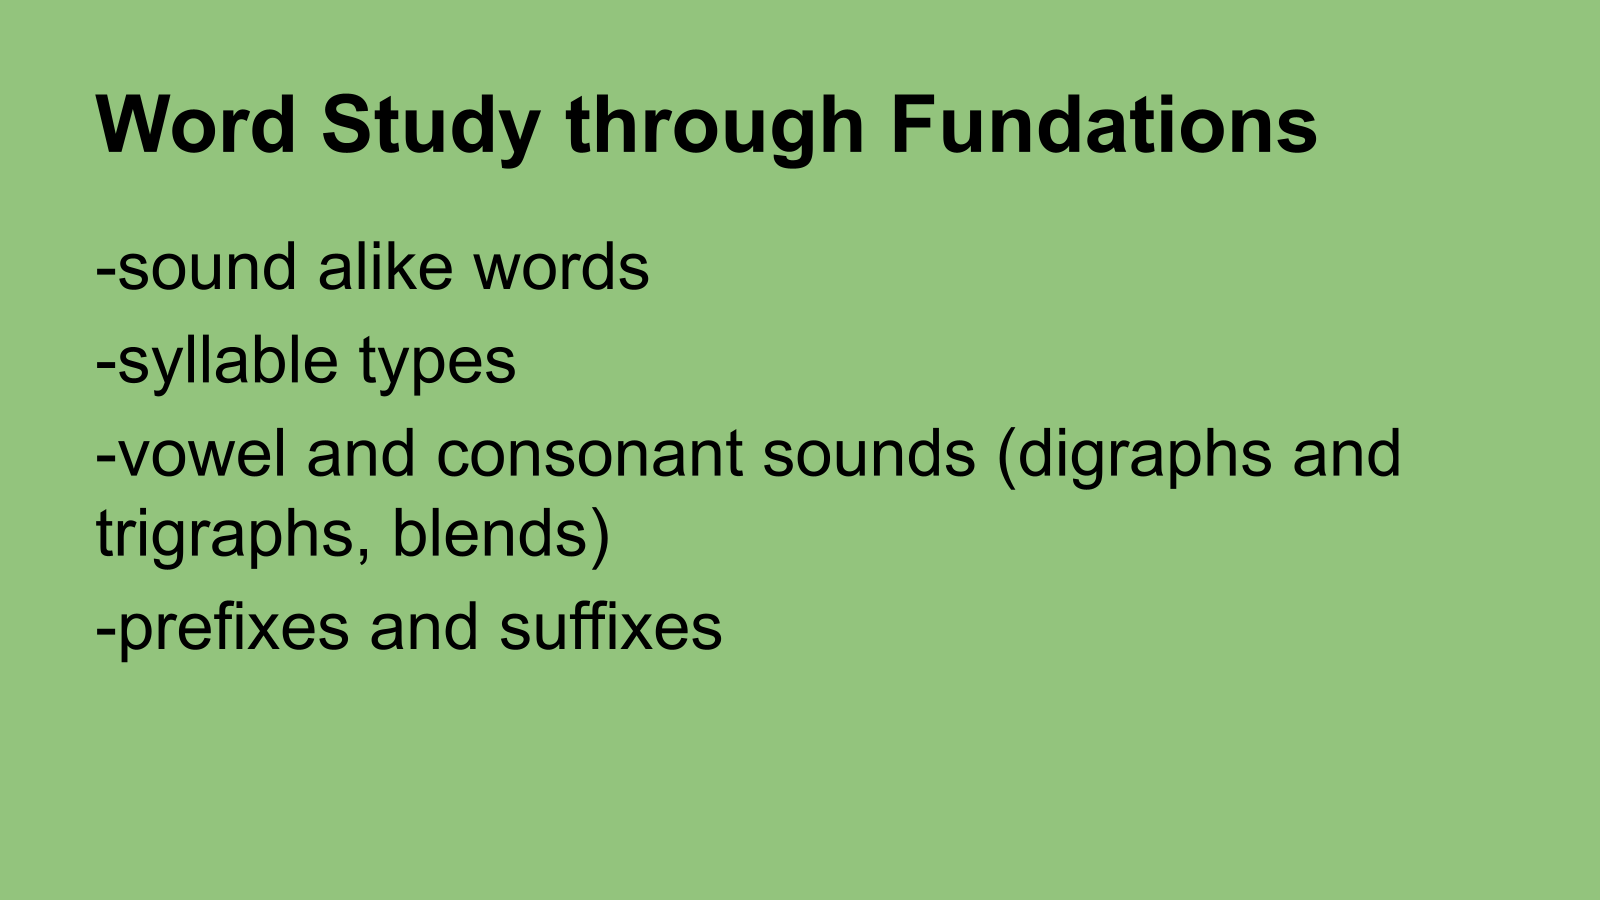 Word Study through Fundations
-sound alike words
-syllable types
-vowel and consonant sounds (digraphs and
trigraphs, blends)
-prefixes and suffixes